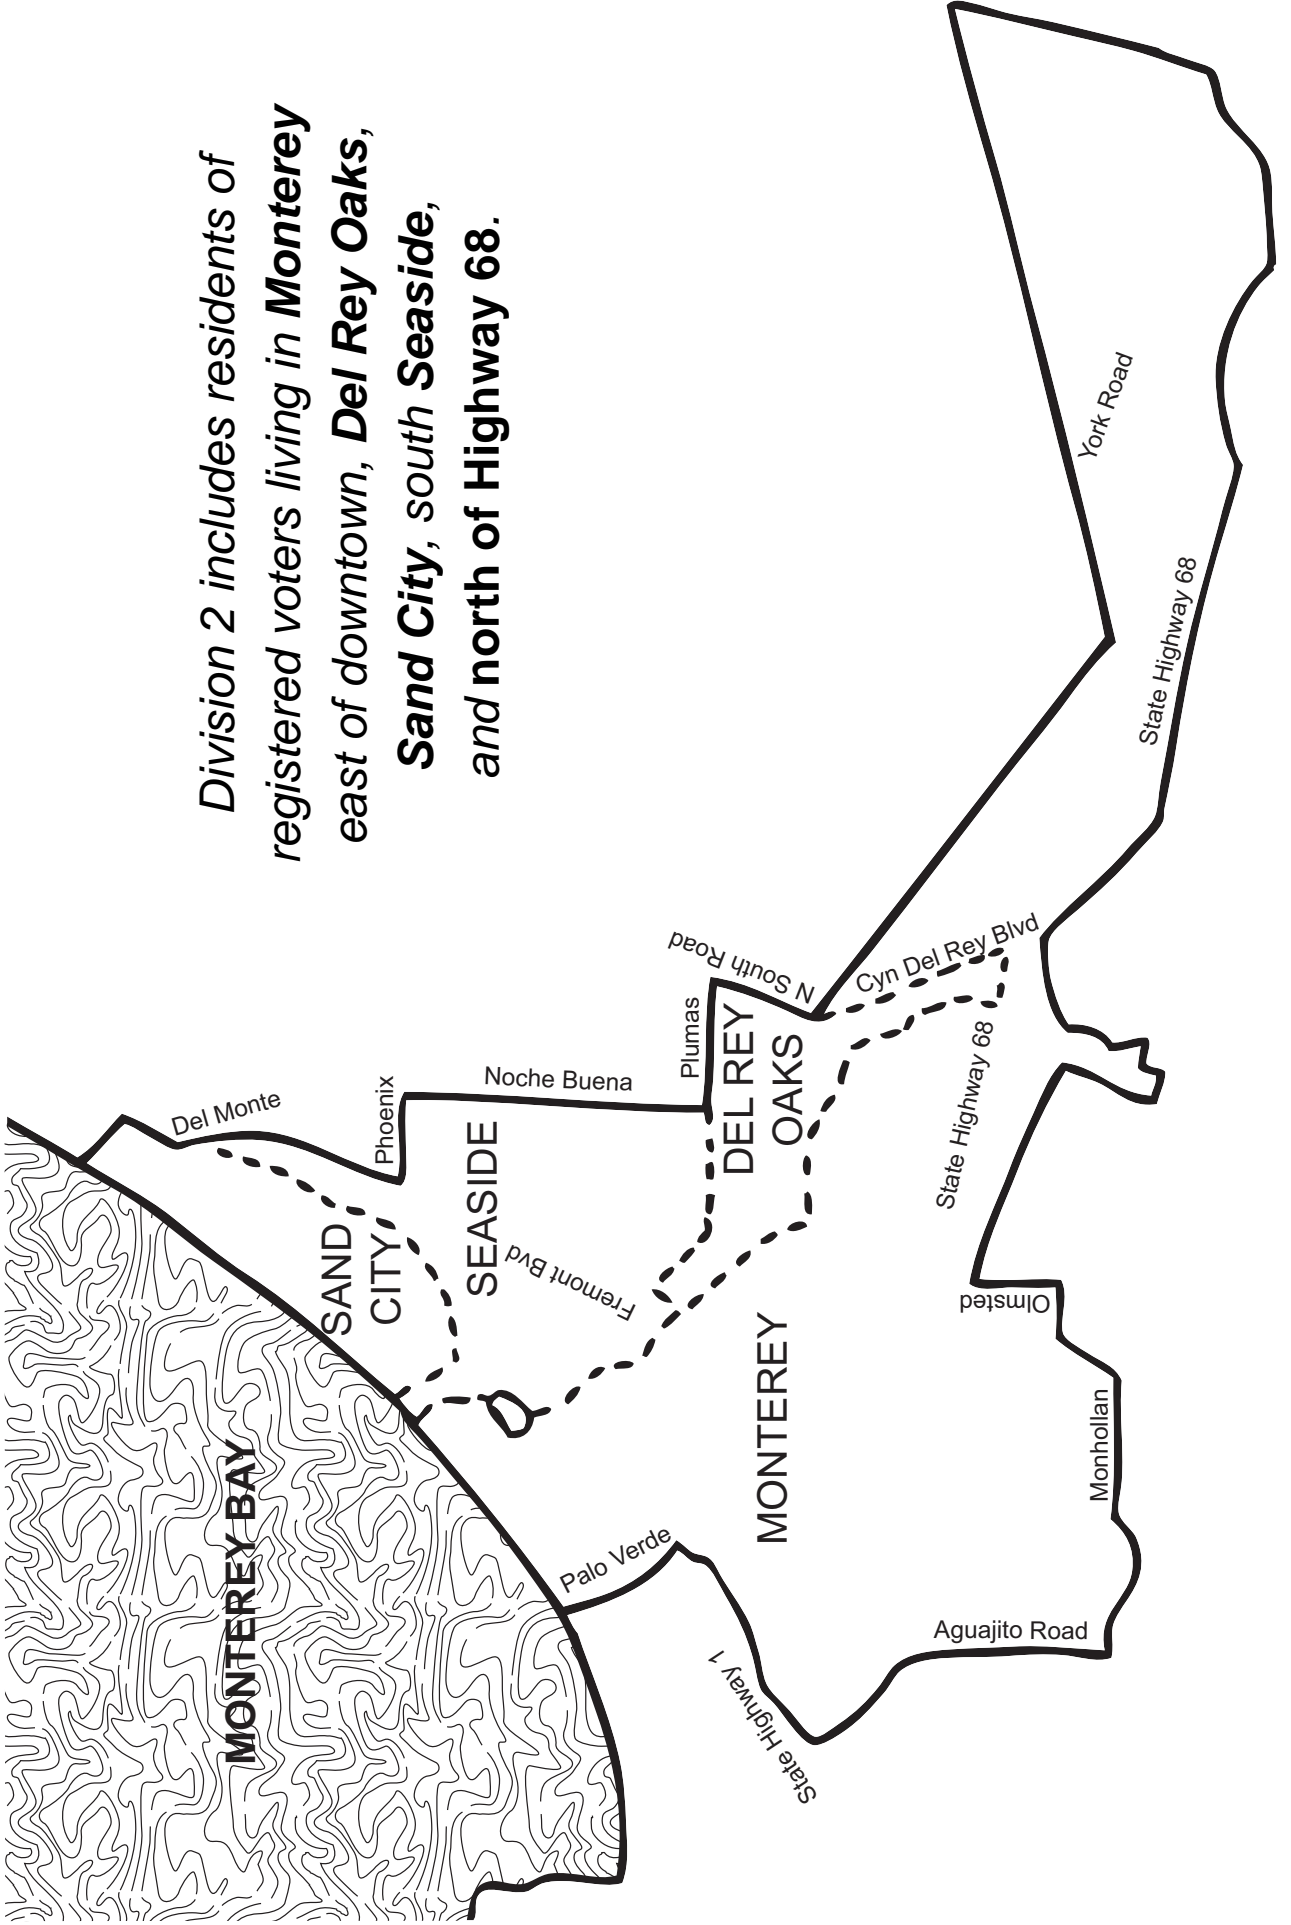 Division 2 includes residents of
registered voters living in Monterey
east of downtown, Del Rey Oaks,
Sand City, south Seaside,
and north of Highway 68.
MONTEREY BAY
Del Monte
SAND
CITY
Phoenix
Noche Buena
SEASIDE
Fremont Bvd
Plumas
N South Road
DEL REY
OAKS
Cyn Del Rey Blvd
York Road
State Highway 68
State Highway 68
MONTEREY
Palo Verde
State Highway 1
Aguajito Road
Monhollan
Olmsted